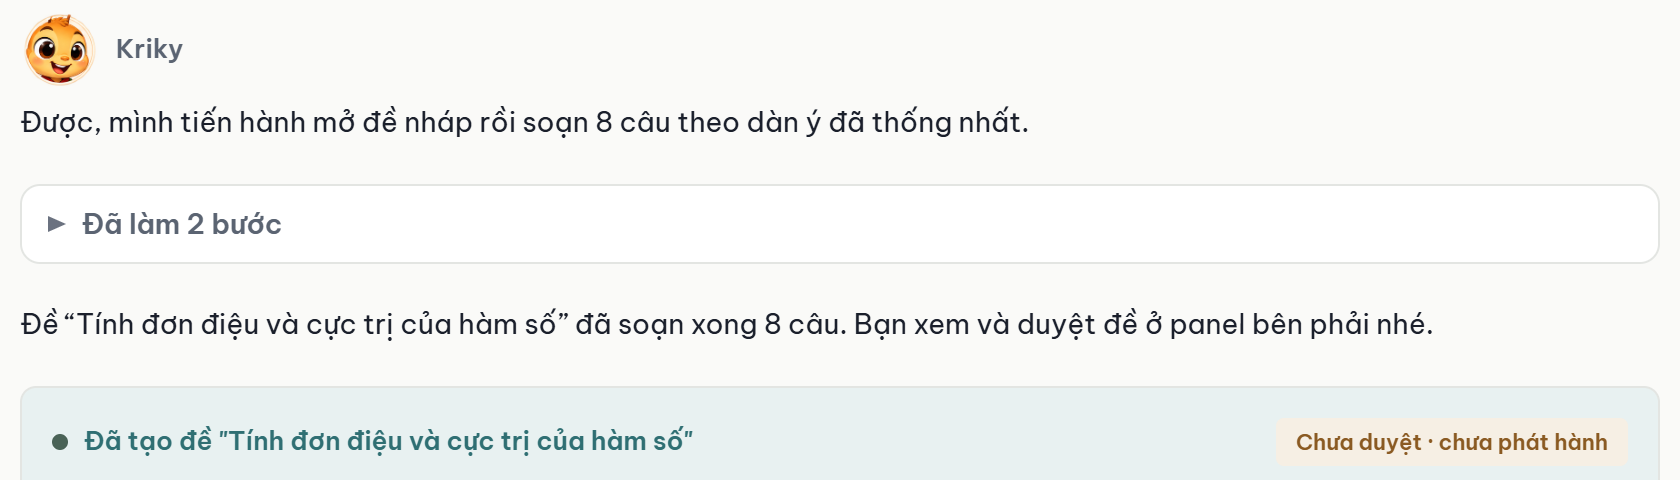 Kriky
Được, mình tiến hành mở đề nháp rồi soạn 8 câu theo dàn ý đã thống nhất.
Đã làm 2 bước
Đề “Tính đơn điệu và cực trị của hàm số” đã soạn xong 8 câu. Bạn xem và duyệt đề ở panel bên phải nhé.
Đã tạo đề "Tính đơn điệu và cực trị của hàm số"
Chưa duyệt · chưa phát hành